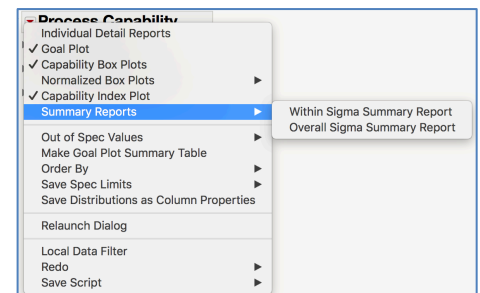 Process Capability
Individual Detail Reports
✓ Goal Plot
✓ Capability Box Plots
Normalized Box Plots
✓ Capability Index Plot
Summary Reports
Within Sigma Summary Report
Overall Sigma Summary Report
Out of Spec Values
Make Goal Plot Summary Table
Order By
Save Spec Limits
Save Distributions as Column Properties
Relaunch Dialog
Local Data Filter
Redo
Save Script